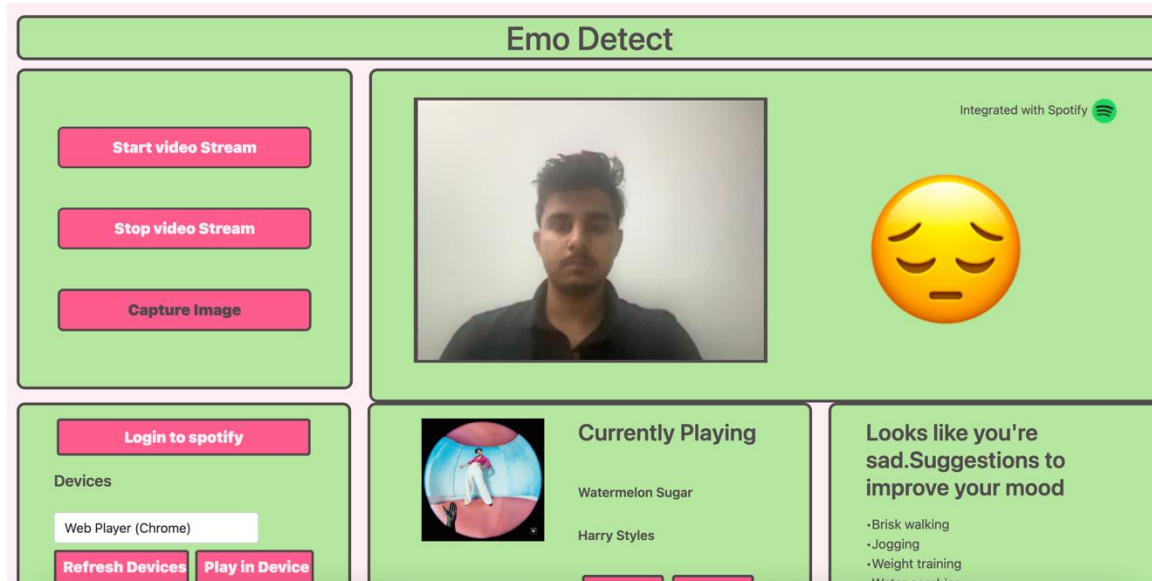 Emo Detect
Start video Stream
Stop video Stream
Capture Image
Integrated with Spotify
Login to spotify
Devices
Web Player (Chrome)
Refresh Devices
Play in Device
Currently Playing
Watermelon Sugar
Harry Styles
Looks like you're
sad.Suggestions to
improve your mood
•Brisk walking
•Jogging
•Weight training